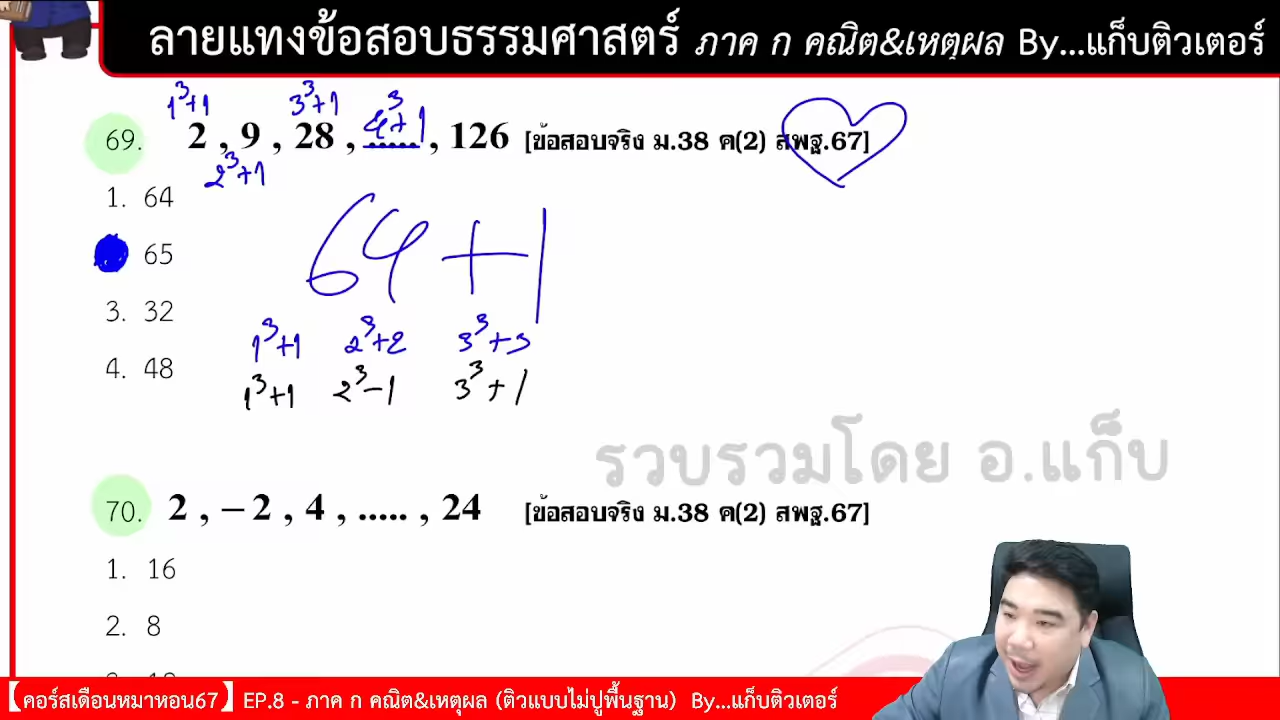 ลายแทงข้อสอบธรรมศาสตร์ ภาค ก คณิต&เหตุผล By...แก็บติวเตอร์
1³+1 3³+1 4³+1
69. 2 , 9 , 28 , ..... , 126 [ข้อสอบจริง ม.38 ค(2) สพฐ.67]
2³+1
1. 64
65
64+1
3. 32
1³+1 2³+2 3³+3
4. 48
1³+1 2³-1 3³+1
รวบรวมโดย อ.แก็บ
70. 2 , -2 , 4 , ..... , 24 [ข้อสอบจริง ม.38 ค(2) สพฐ.67]
1. 16
2. 8
【คอร์สเดือนหมาหอน67】 EP.8 - ภาค ก คณิต&เหตุผล (ติวแบบไม่ปูพื้นฐาน) By...แก็บติวเตอร์